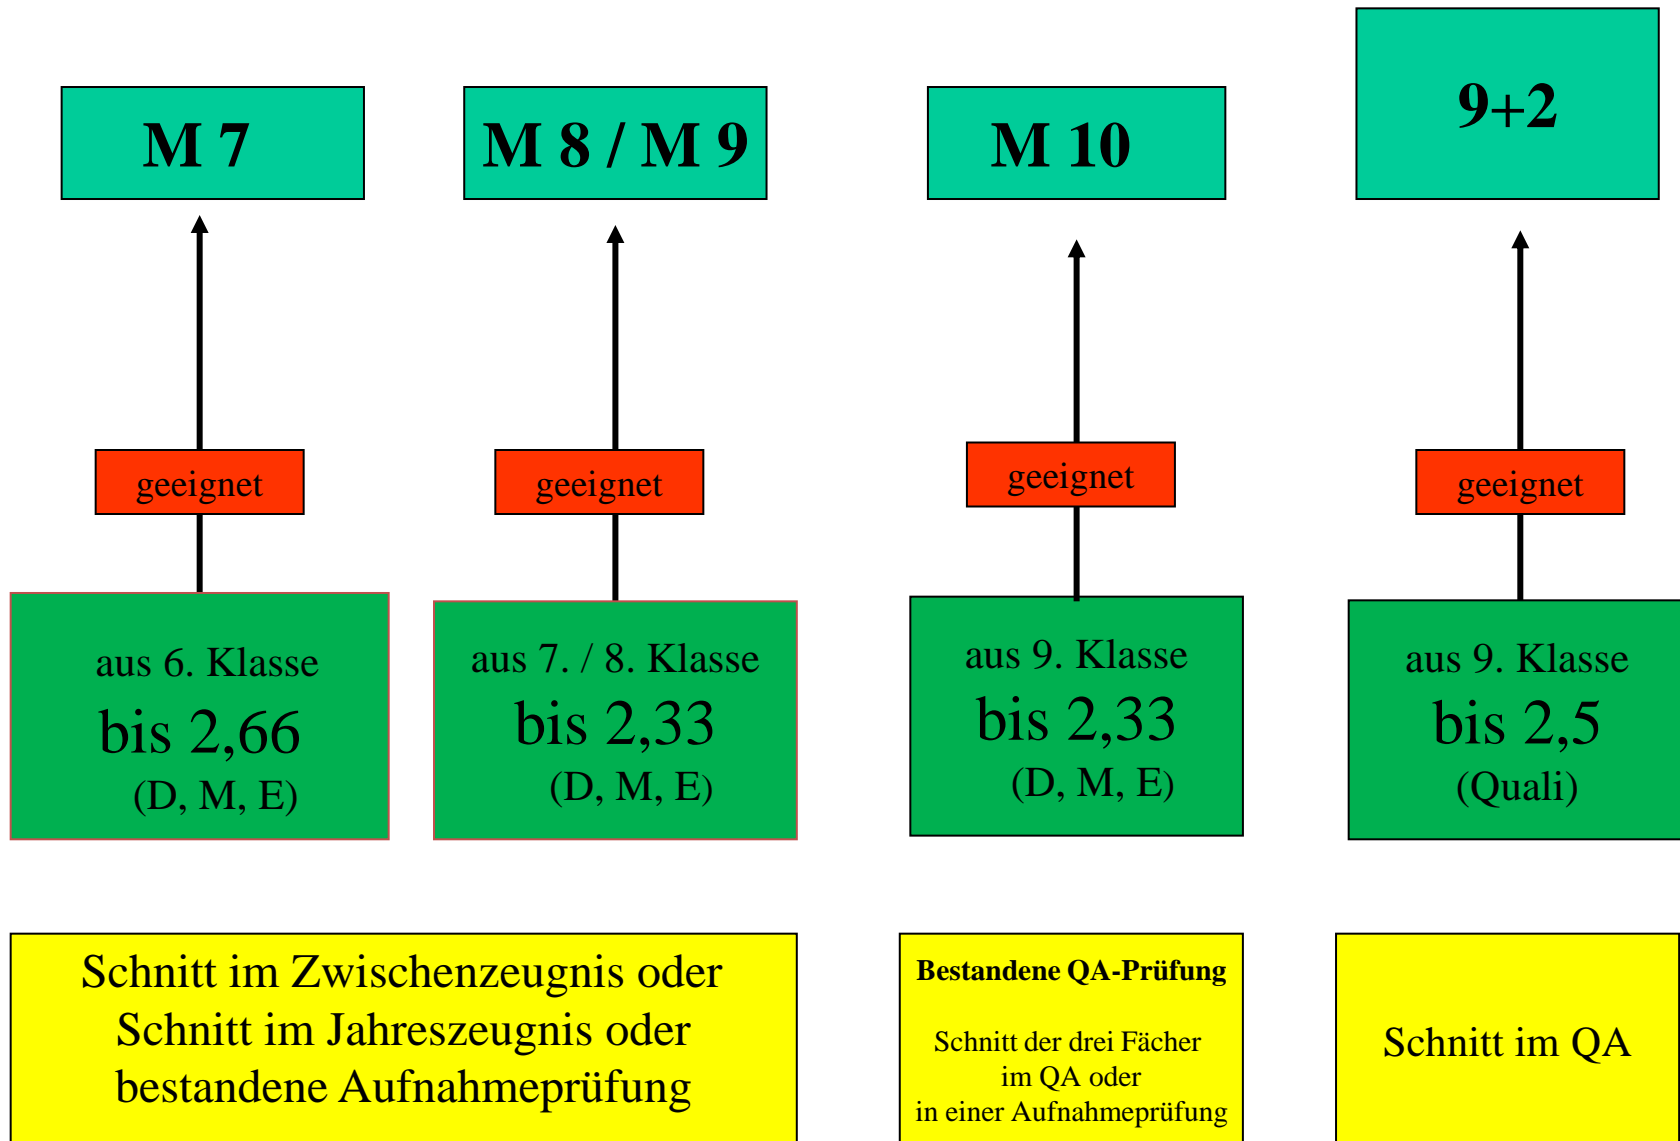 M 7
M 8 / M 9
M 10
9+2
geeignet
geeignet
geeignet
geeignet
aus 6. Klasse
bis 2,66
(D, M, E)
aus 7. / 8. Klasse
bis 2,33
(D, M, E)
aus 9. Klasse
bis 2,33
(D, M, E)
aus 9. Klasse
bis 2,5
(Quali)
Schnitt im Zwischenzeugnis oder
Schnitt im Jahreszeugnis oder
bestandene Aufnahmeprüfung
Bestandene QA-Prüfung
Schnitt der drei Fächer
im QA oder
in einer Aufnahmeprüfung
Schnitt im QA